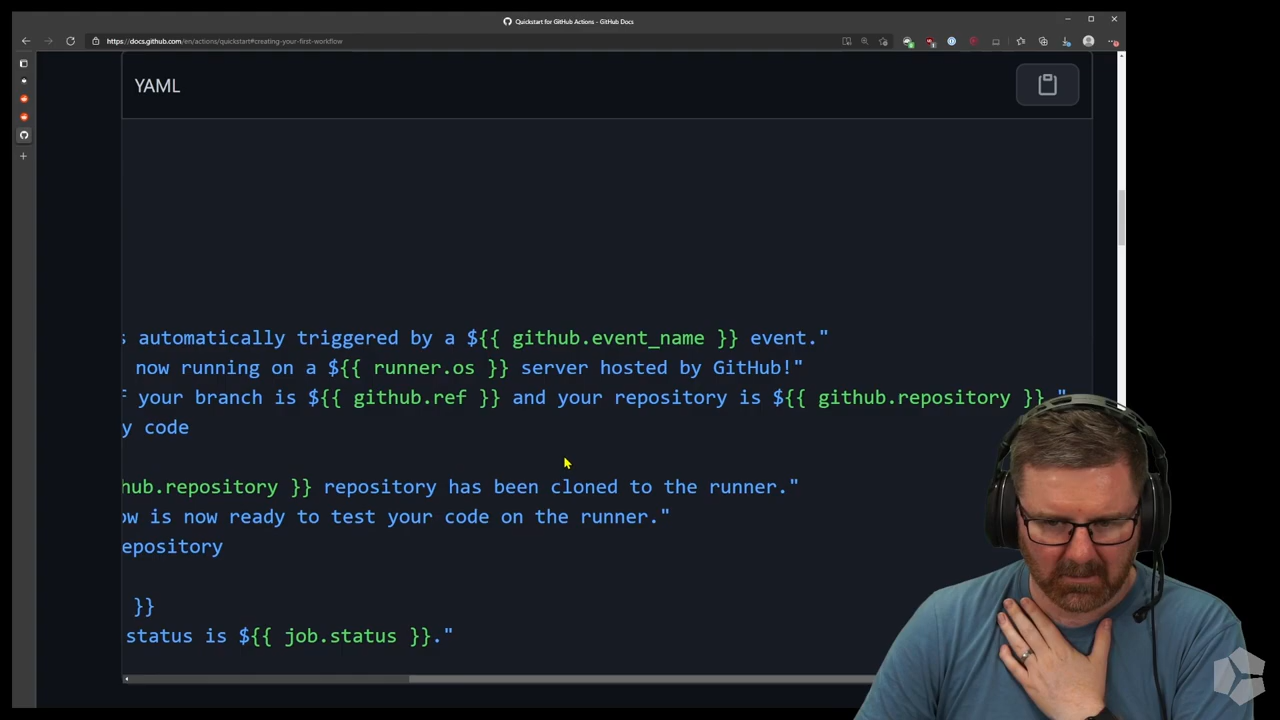 Quickstart for GitHub Actions - GitHub Docs
https://docs.github.com/en/actions/quickstart#creating-your-first-workflow
YAML
s automatically triggered by a ${{ github.event_name }} event."
now running on a ${{ runner.os }} server hosted by GitHub!"
f your branch is ${{ github.ref }} and your repository is ${{ github.repository }}."
y code
hub.repository }} repository has been cloned to the runner."
ow is now ready to test your code on the runner."
epository
}}
status is ${{ job.status }}."